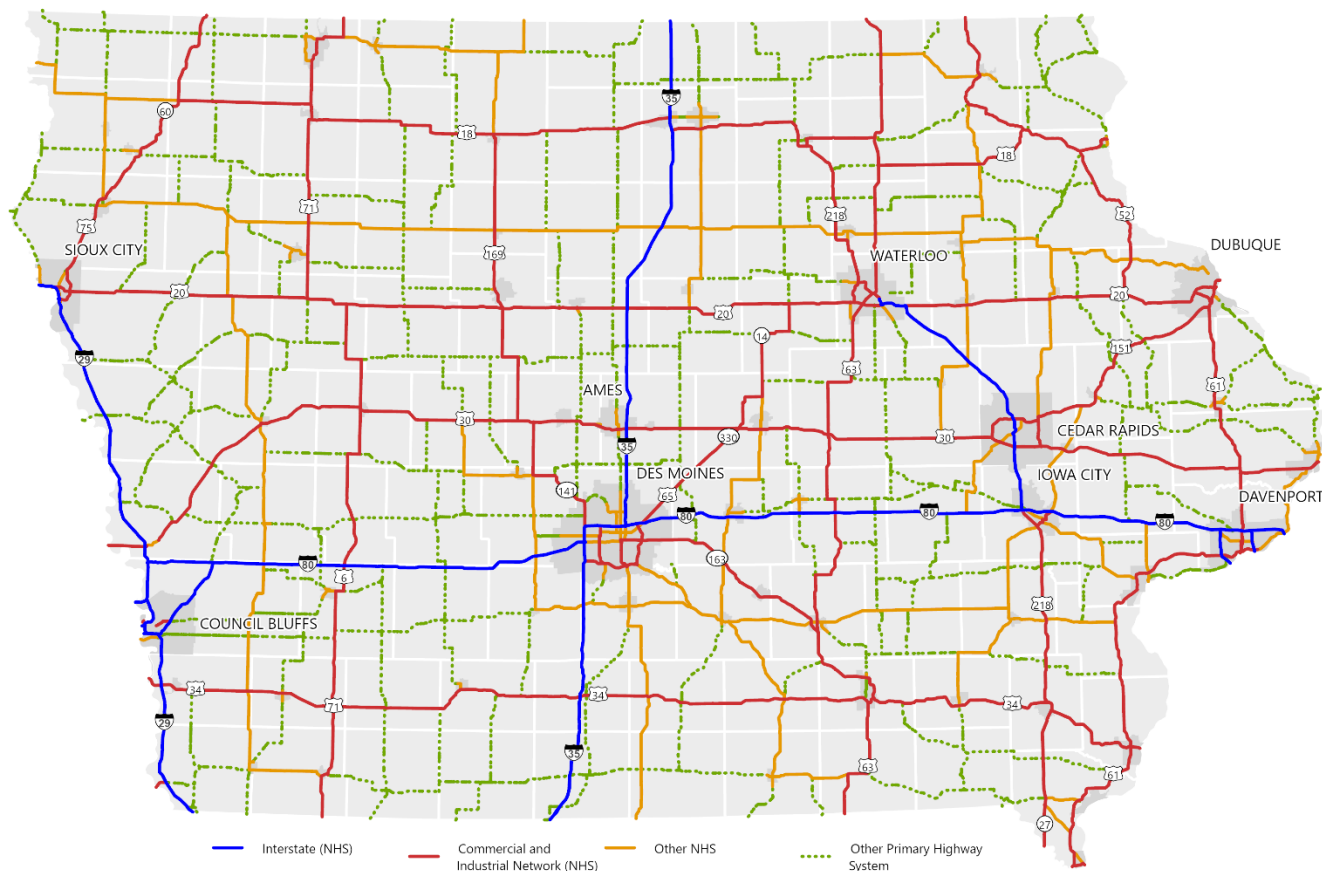 35
60
18
18
71
218
52
75
SIOUX CITY
169
WATERLOO
DUBUQUE
20
20
20
14
29
151
63
61
AMES
30
330
30
35
CEDAR RAPIDS
DES MOINES
IOWA CITY
141
65
80
80
80
DAVENPORT
163
80
6
218
COUNCIL BLUFFS
34
34
34
71
29
35
63
61
27
Interstate (NHS)
Commercial and
Industrial Network (NHS)
Other NHS
Other Primary Highway
System